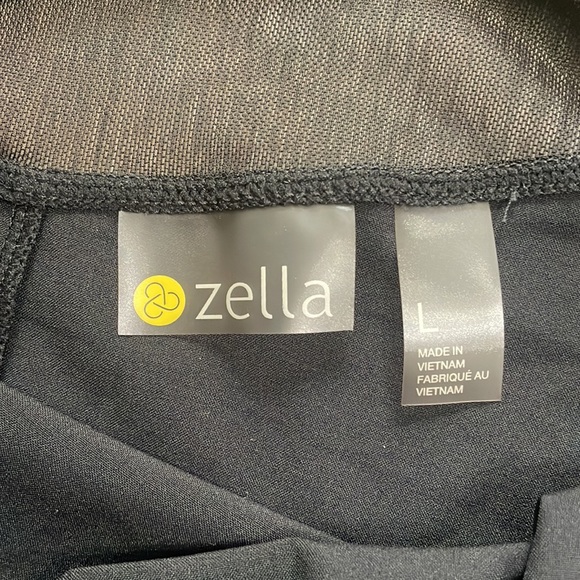 zella
L
MADE IN
VIETNAM
FABRIQUÉ AU
VIETNAM